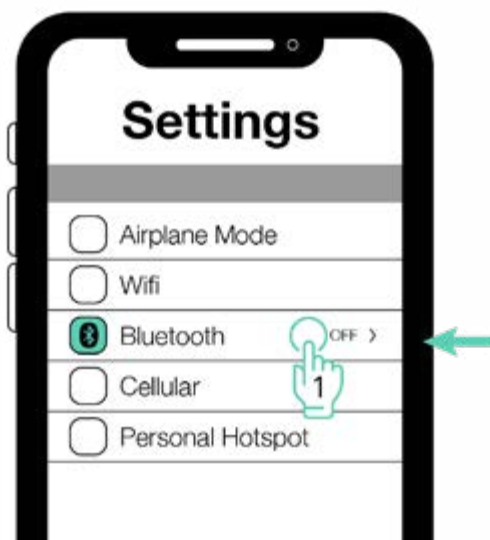 Settings
Airplane Mode
Wifi
Bluetooth OFF >
1
Cellular
Personal Hotspot